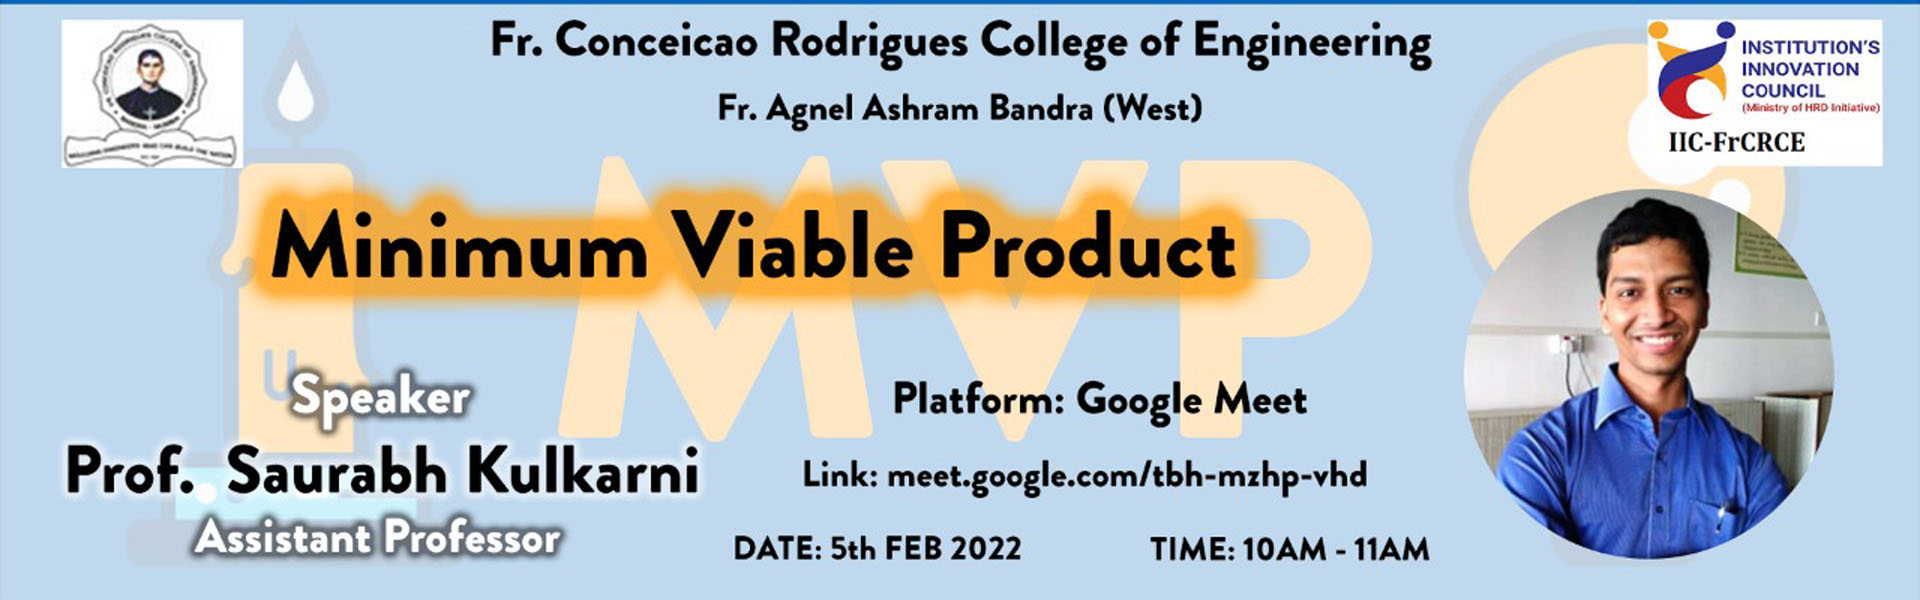 Fr. Conceicao Rodrigues College of Engineering
Fr. Agnel Ashram Bandra (West)
INSTITUTION'S
INNOVATION
COUNCIL
(Ministry of HRD Initiative)
IIC-FrCRCE
MVP
Minimum Viable Product
Speaker
Prof. Saurabh Kulkarni
Assistant Professor
Platform: Google Meet
Link: meet.google.com/tbh-mzhp-vhd
DATE: 5th FEB 2022
TIME: 10AM - 11AM